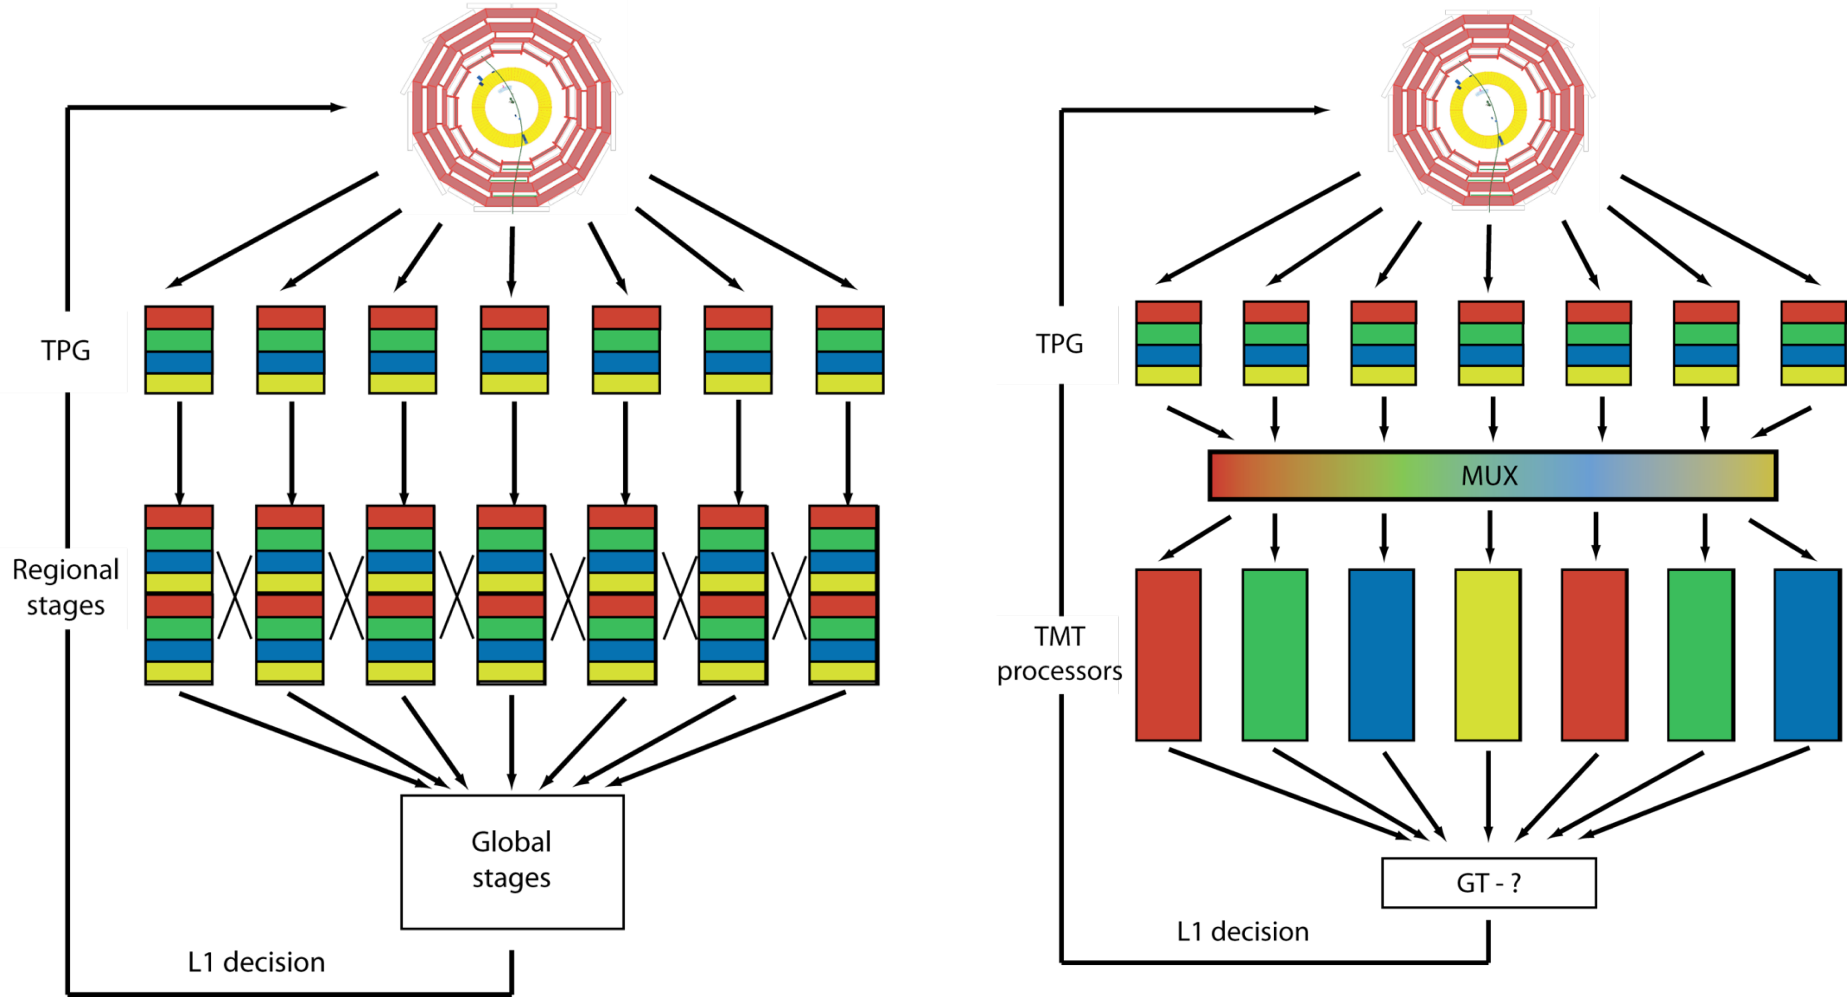 TPG
Regional
stages
Global
stages
L1 decision
TPG
MUX
TMT
processors
GT - ?
L1 decision